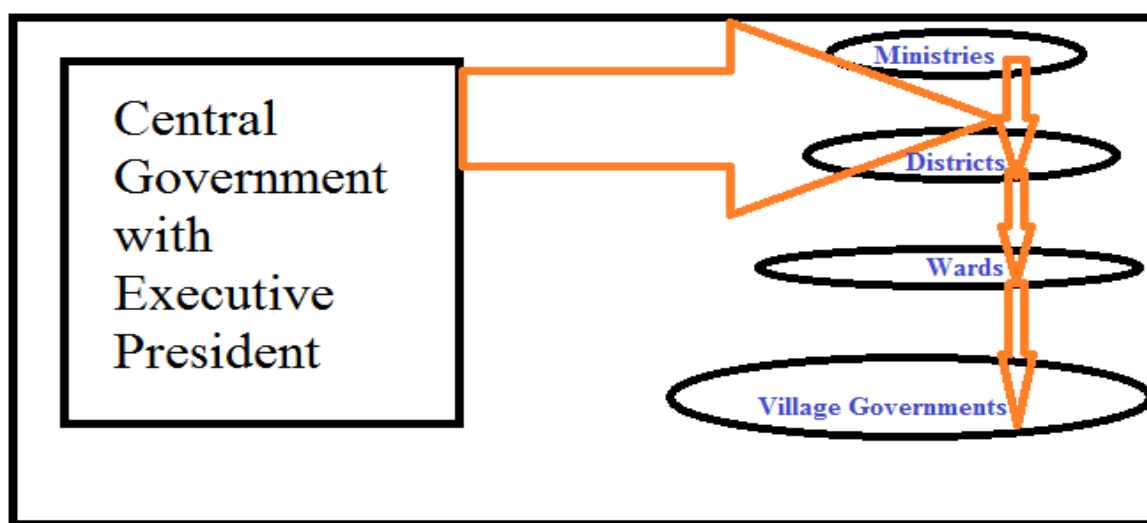 Central
Government
with
Executive
President
Ministries
Districts
Wards
Village Governments